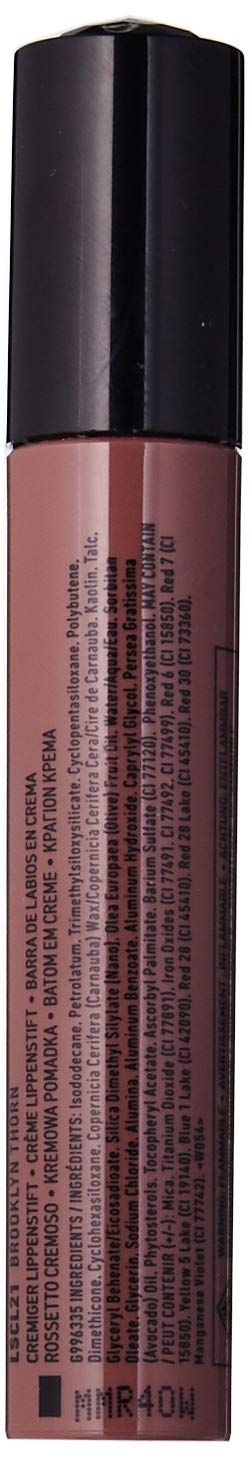 LSCL21 BROOKLYN THORN
CREMIGER LIPPENSTIFT • CRÈME LIPPENSTIFT • BARRA DE LABIOS EN CREMA
ROSSETTO CREMOSO • KREMOWA POMADKA • BATOM EM CREME • ΚΡΑΓΙΟΝ ΚΡΕΜΑ
G996335 INGREDIENTS / INGRÉDIENTS: Isododecane, Petrolatum, Trimethylsiloxysilicate, Cyclopentasiloxane, Polybutene,
Dimethicone, Cyclohexasiloxane, Copernicia Cerifera (Carnauba) Wax/Copernicia Cerifera Cera/Cire de Carnauba, Kaolin, Talc,
Glyceryl Behenate/Eicosadioate, Silica Dimethyl Silylate (Nano), Olea Europaea (Olive) Fruit Oil, Water/Aqua/Eau, Sorbitan
Oleate, Glycerin, Sodium Chloride, Alumina, Aluminum Benzoate, Aluminum Hydroxide, Caprylyl Glycol, Persea Gratissima
(Avocado) Oil, Phytosterols, Tocopheryl Acetate, Ascorbyl Palmitate, Barium Sulfate (CI 77120), Phenoxyethanol. MAY CONTAIN
/ PEUT CONTENIR (+/-): Mica, Titanium Dioxide (CI 77891), Iron Oxides (CI 77491, CI 77492, CI 77499), Red 6 (CI 15850), Red 7 (CI
15850), Yellow 5 Lake (CI 19140), Blue 1 Lake (CI 42090), Red 28 (CI 45410), Red 28 Lake (CI 45410), Red 30 (CI 73360),
Manganese Violet (CI 77742). <W054>
WARNING: FLAMMABLE • AVERTISSEMENT : INFLAMMABLE • ACHTUNG: ENTFLAMMBAR